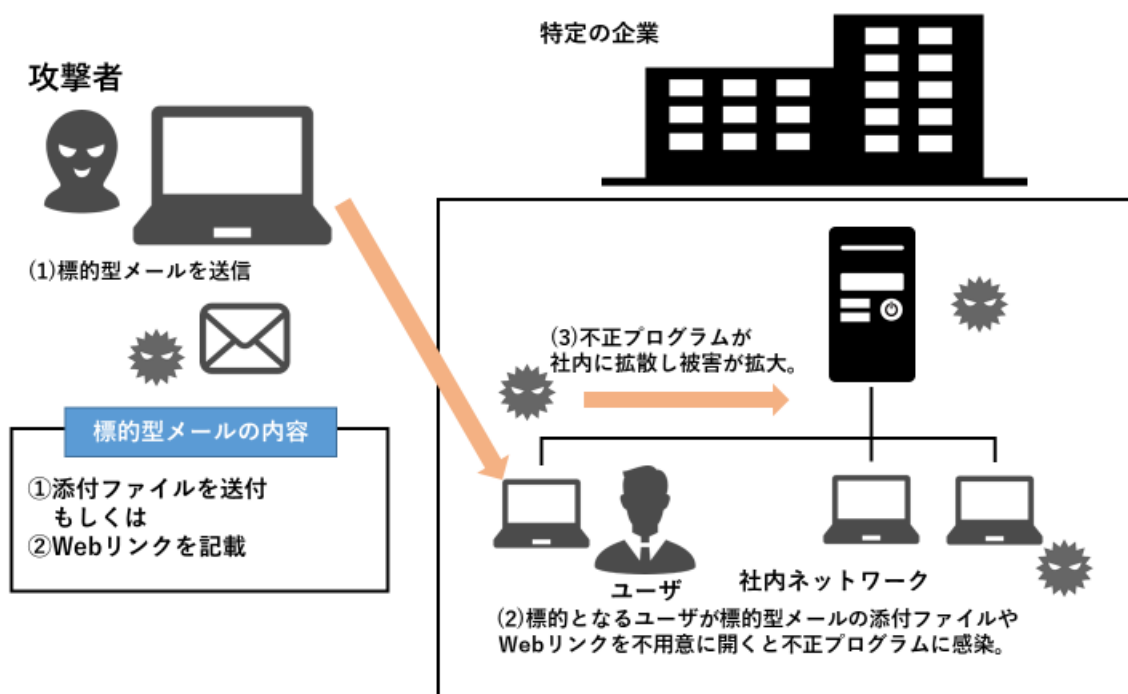 特定の企業
攻撃者
(1)標的型メールを送信
(3)不正プログラムが
社内に拡散し被害が拡大。
標的型メールの内容
①添付ファイルを送付
もしくは
②Webリンクを記載
ユーザ
社内ネットワーク
(2)標的となるユーザが標的型メールの添付ファイルや
Webリンクを不用意に開くと不正プログラムに感染。